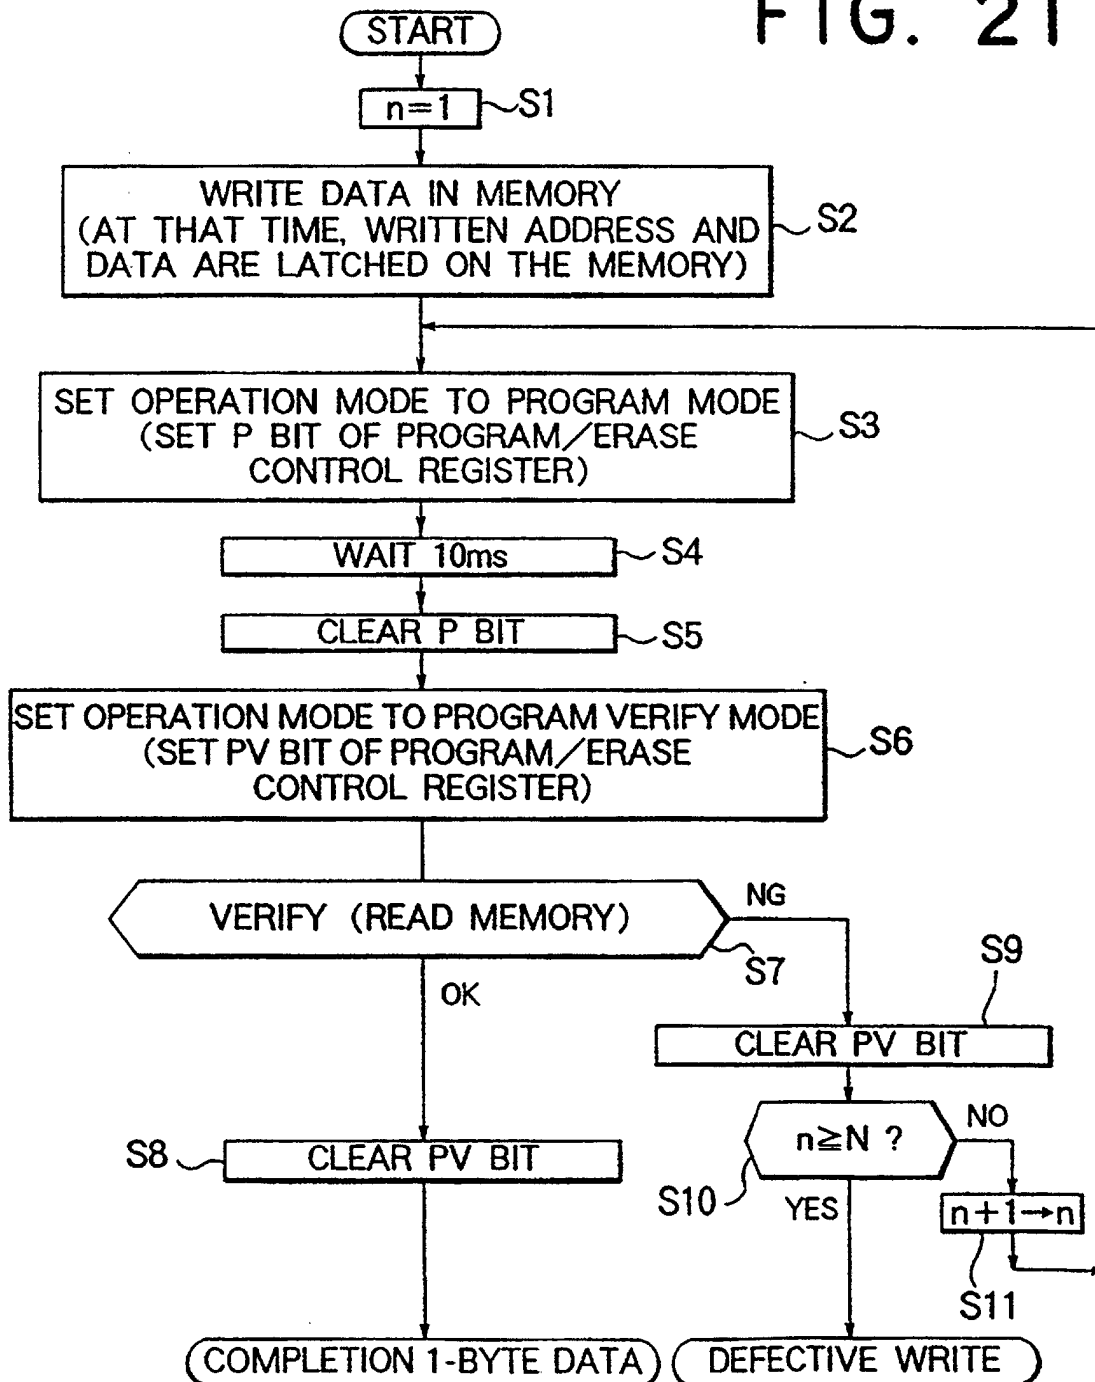 FIG. 21
START
n=1
S1
WRITE DATA IN MEMORY
(AT THAT TIME, WRITTEN ADDRESS AND
DATA ARE LATCHED ON THE MEMORY)
S2
SET OPERATION MODE TO PROGRAM MODE
(SET P BIT OF PROGRAM/ERASE
CONTROL REGISTER)
S3
WAIT 10ms
S4
CLEAR P BIT
S5
SET OPERATION MODE TO PROGRAM VERIFY MODE
(SET PV BIT OF PROGRAM/ERASE
CONTROL REGISTER)
S6
VERIFY (READ MEMORY)
NG
S7
OK
S9
CLEAR PV BIT
n≧N ?
NO
S10
YES
S8
CLEAR PV BIT
n+1→n
S11
COMPLETION 1-BYTE DATA
DEFECTIVE WRITE